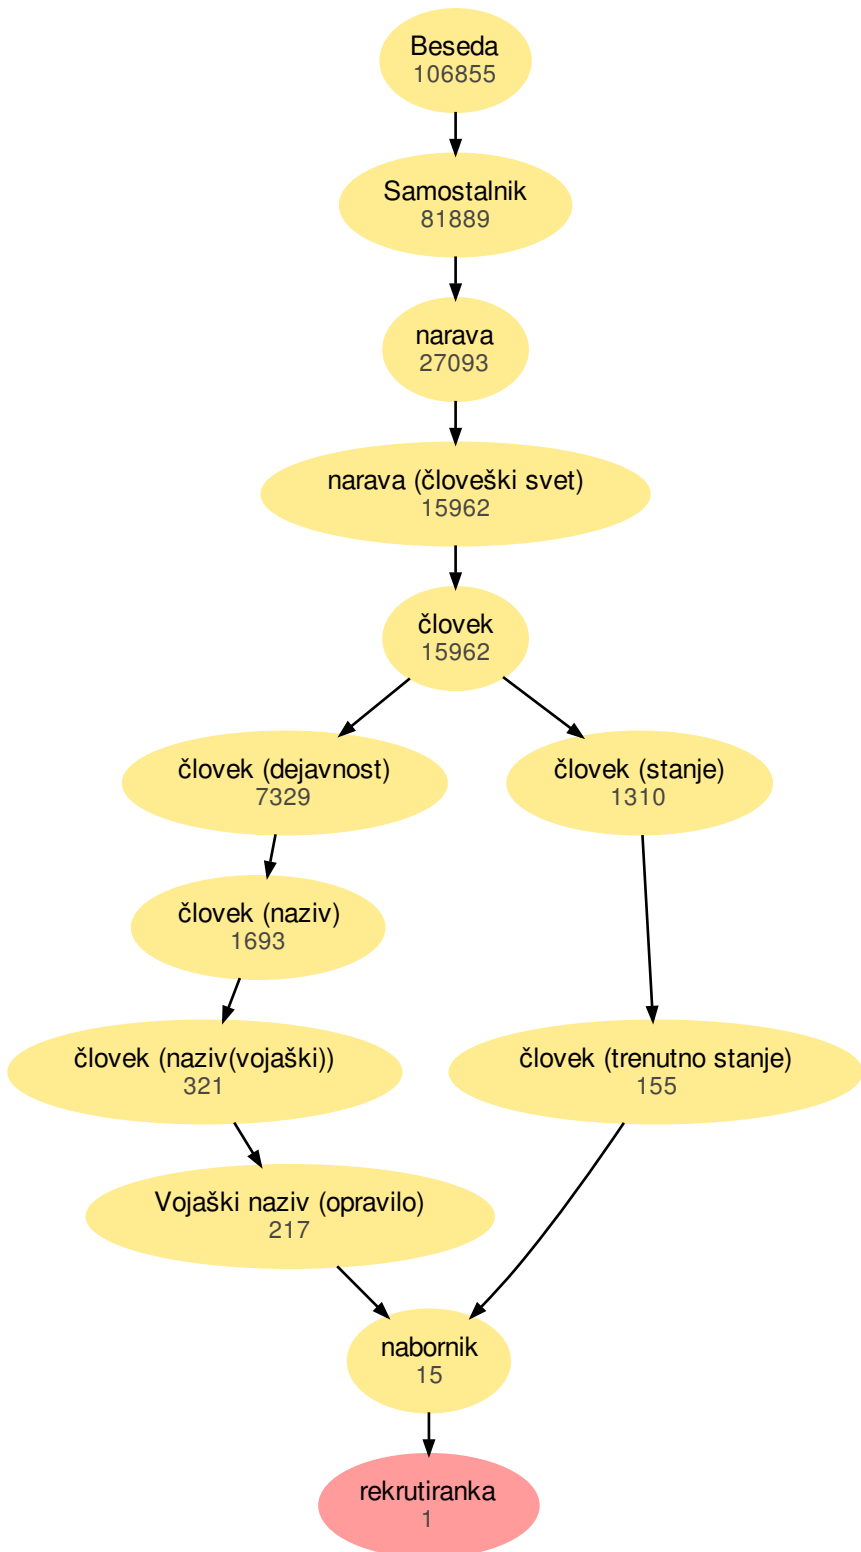 Beseda
106855
Samostalnik
81889
narava
27093
narava (človeški svet)
15962
človek
15962
človek (dejavnost)
7329
človek (stanje)
1310
človek (naziv)
1693
človek (naziv(vojaški))
321
človek (trenutno stanje)
155
Vojaški naziv (opravilo)
217
nabornik
15
rekrutiranka
1